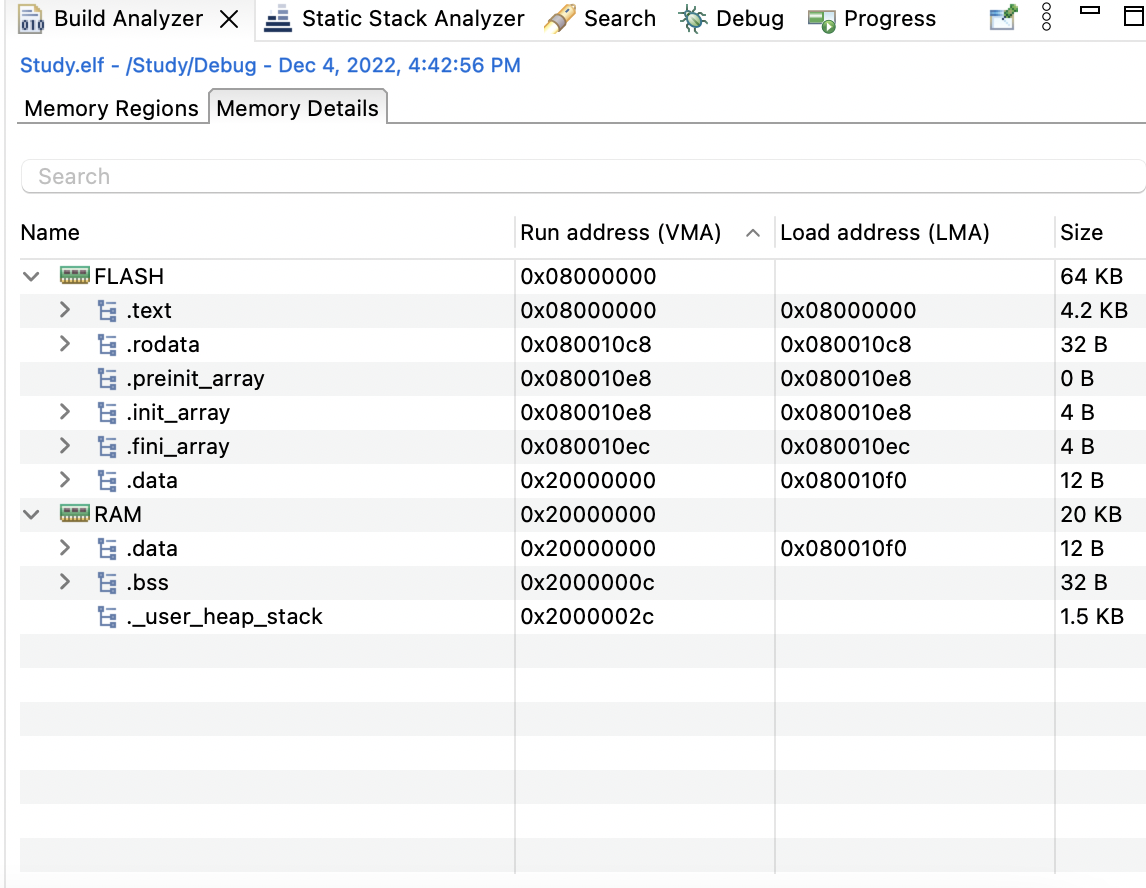 Build Analyzer Static Stack Analyzer Search Debug Progress
Study.elf - /Study/Debug - Dec 4, 2022, 4:42:56 PM
Memory Regions Memory Details
Search
Name Run address (VMA) Load address (LMA) Size
FLASH 0x08000000 64 KB
.text 0x08000000 0x08000000 4.2 KB
.rodata 0x080010c8 0x080010c8 32 B
.preinit_array 0x080010e8 0x080010e8 0 B
.init_array 0x080010e8 0x080010e8 4 B
.fini_array 0x080010ec 0x080010ec 4 B
.data 0x20000000 0x080010f0 12 B
RAM 0x20000000 20 KB
.data 0x20000000 0x080010f0 12 B
.bss 0x2000000c 32 B
._user_heap_stack 0x2000002c 1.5 KB